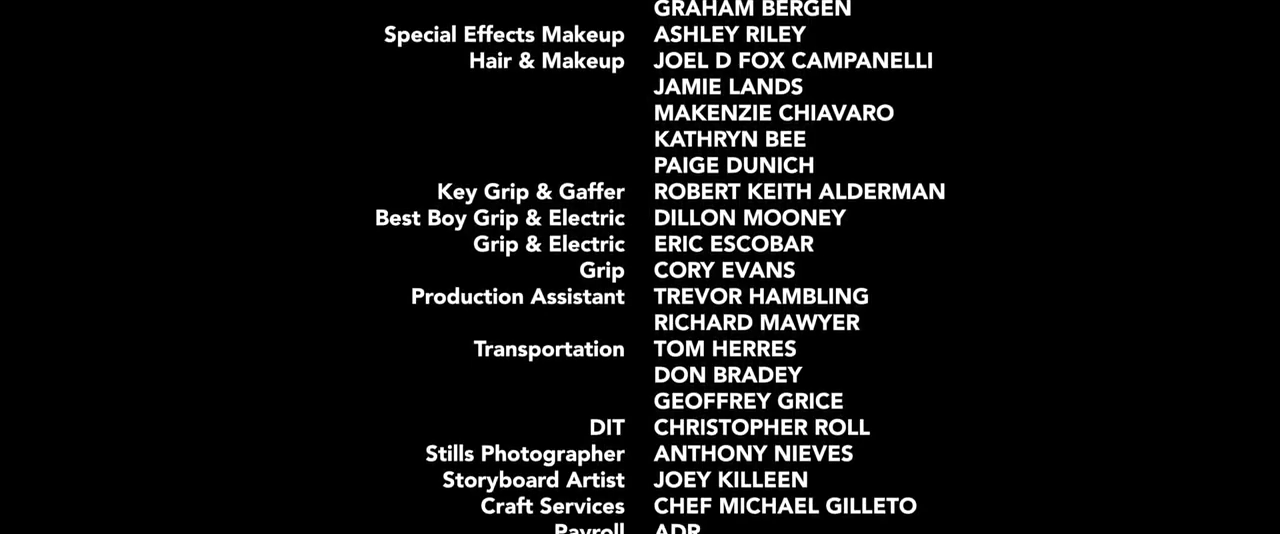 GRAHAM BERGEN
Special Effects Makeup ASHLEY RILEY
Hair & Makeup JOEL D FOX CAMPANELLI
JAMIE LANDS
MAKENZIE CHIAVARO
KATHRYN BEE
PAIGE DUNICH
Key Grip & Gaffer ROBERT KEITH ALDERMAN
Best Boy Grip & Electric DILLON MOONEY
Grip & Electric ERIC ESCOBAR
Grip CORY EVANS
Production Assistant TREVOR HAMBLING
RICHARD MAWYER
Transportation TOM HERRES
DON BRADEY
GEOFFREY GRICE
DIT CHRISTOPHER ROLL
Stills Photographer ANTHONY NIEVES
Storyboard Artist JOEY KILLEEN
Craft Services CHEF MICHAEL GILLETO
Payroll ADR